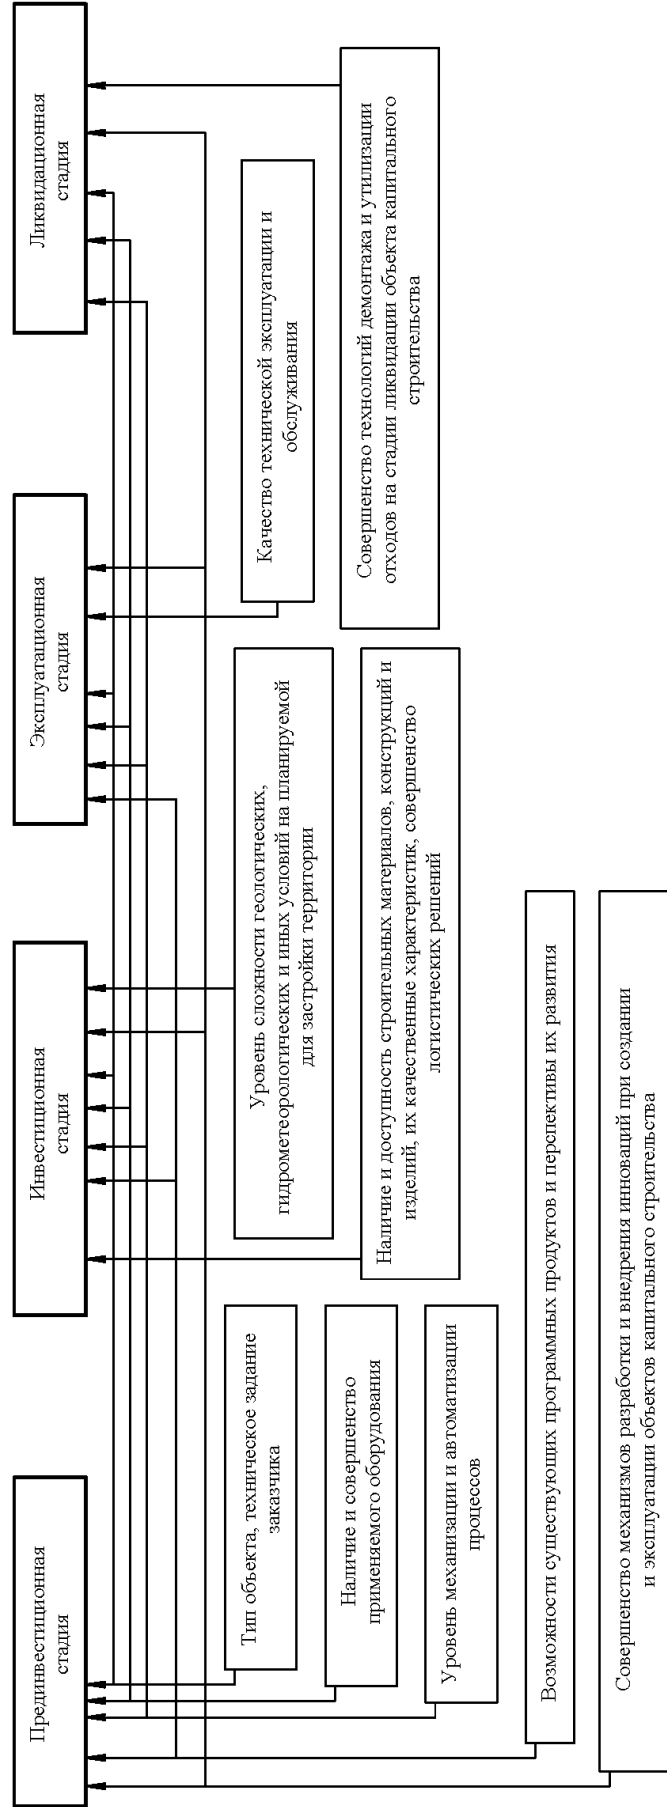 Прединвестиционная
стадия
Инвестиционная
стадия
Эксплуатационная
стадия
Ликвидационная
стадия
Тип объекта, техническое задание
заказчика
Наличие и совершенство
применяемого оборудования
Уровень механизации и автоматизации
процессов
Уровень сложности геологических,
гидрометеорологических и иных условий на планируемой
для застройки территории
Наличие и доступность строительных материалов, конструкций и
изделий, их качественные характеристик, совершенство
логистических решений
Качество технической эксплуатации и
обслуживания
Совершенство технологий демонтажа и утилизации
отходов на стадии ликвидации объекта капитального
строительства
Возможности существующих программных продуктов и перспективы их развития
Совершенство механизмов разработки и внедрения инноваций при создании
и эксплуатации объектов капитального строительства